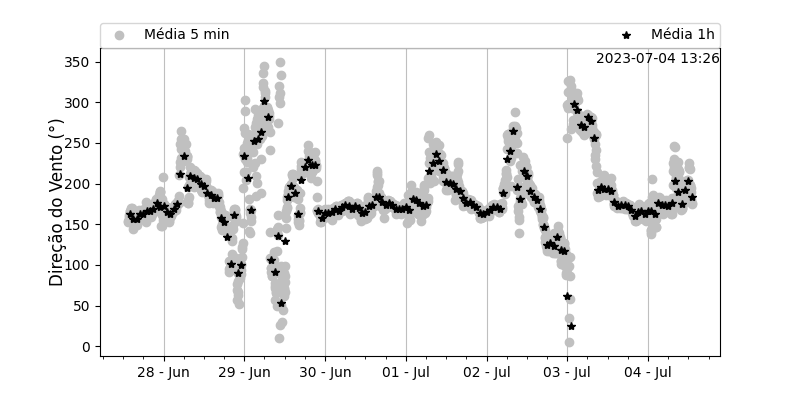 Média 5 min
Média 1h
2023-07-04 13:26
Direção do Vento (°)
350
300
250
200
150
100
50
0
28 - Jun
29 - Jun
30 - Jun
01 - Jul
02 - Jul
03 - Jul
04 - Jul